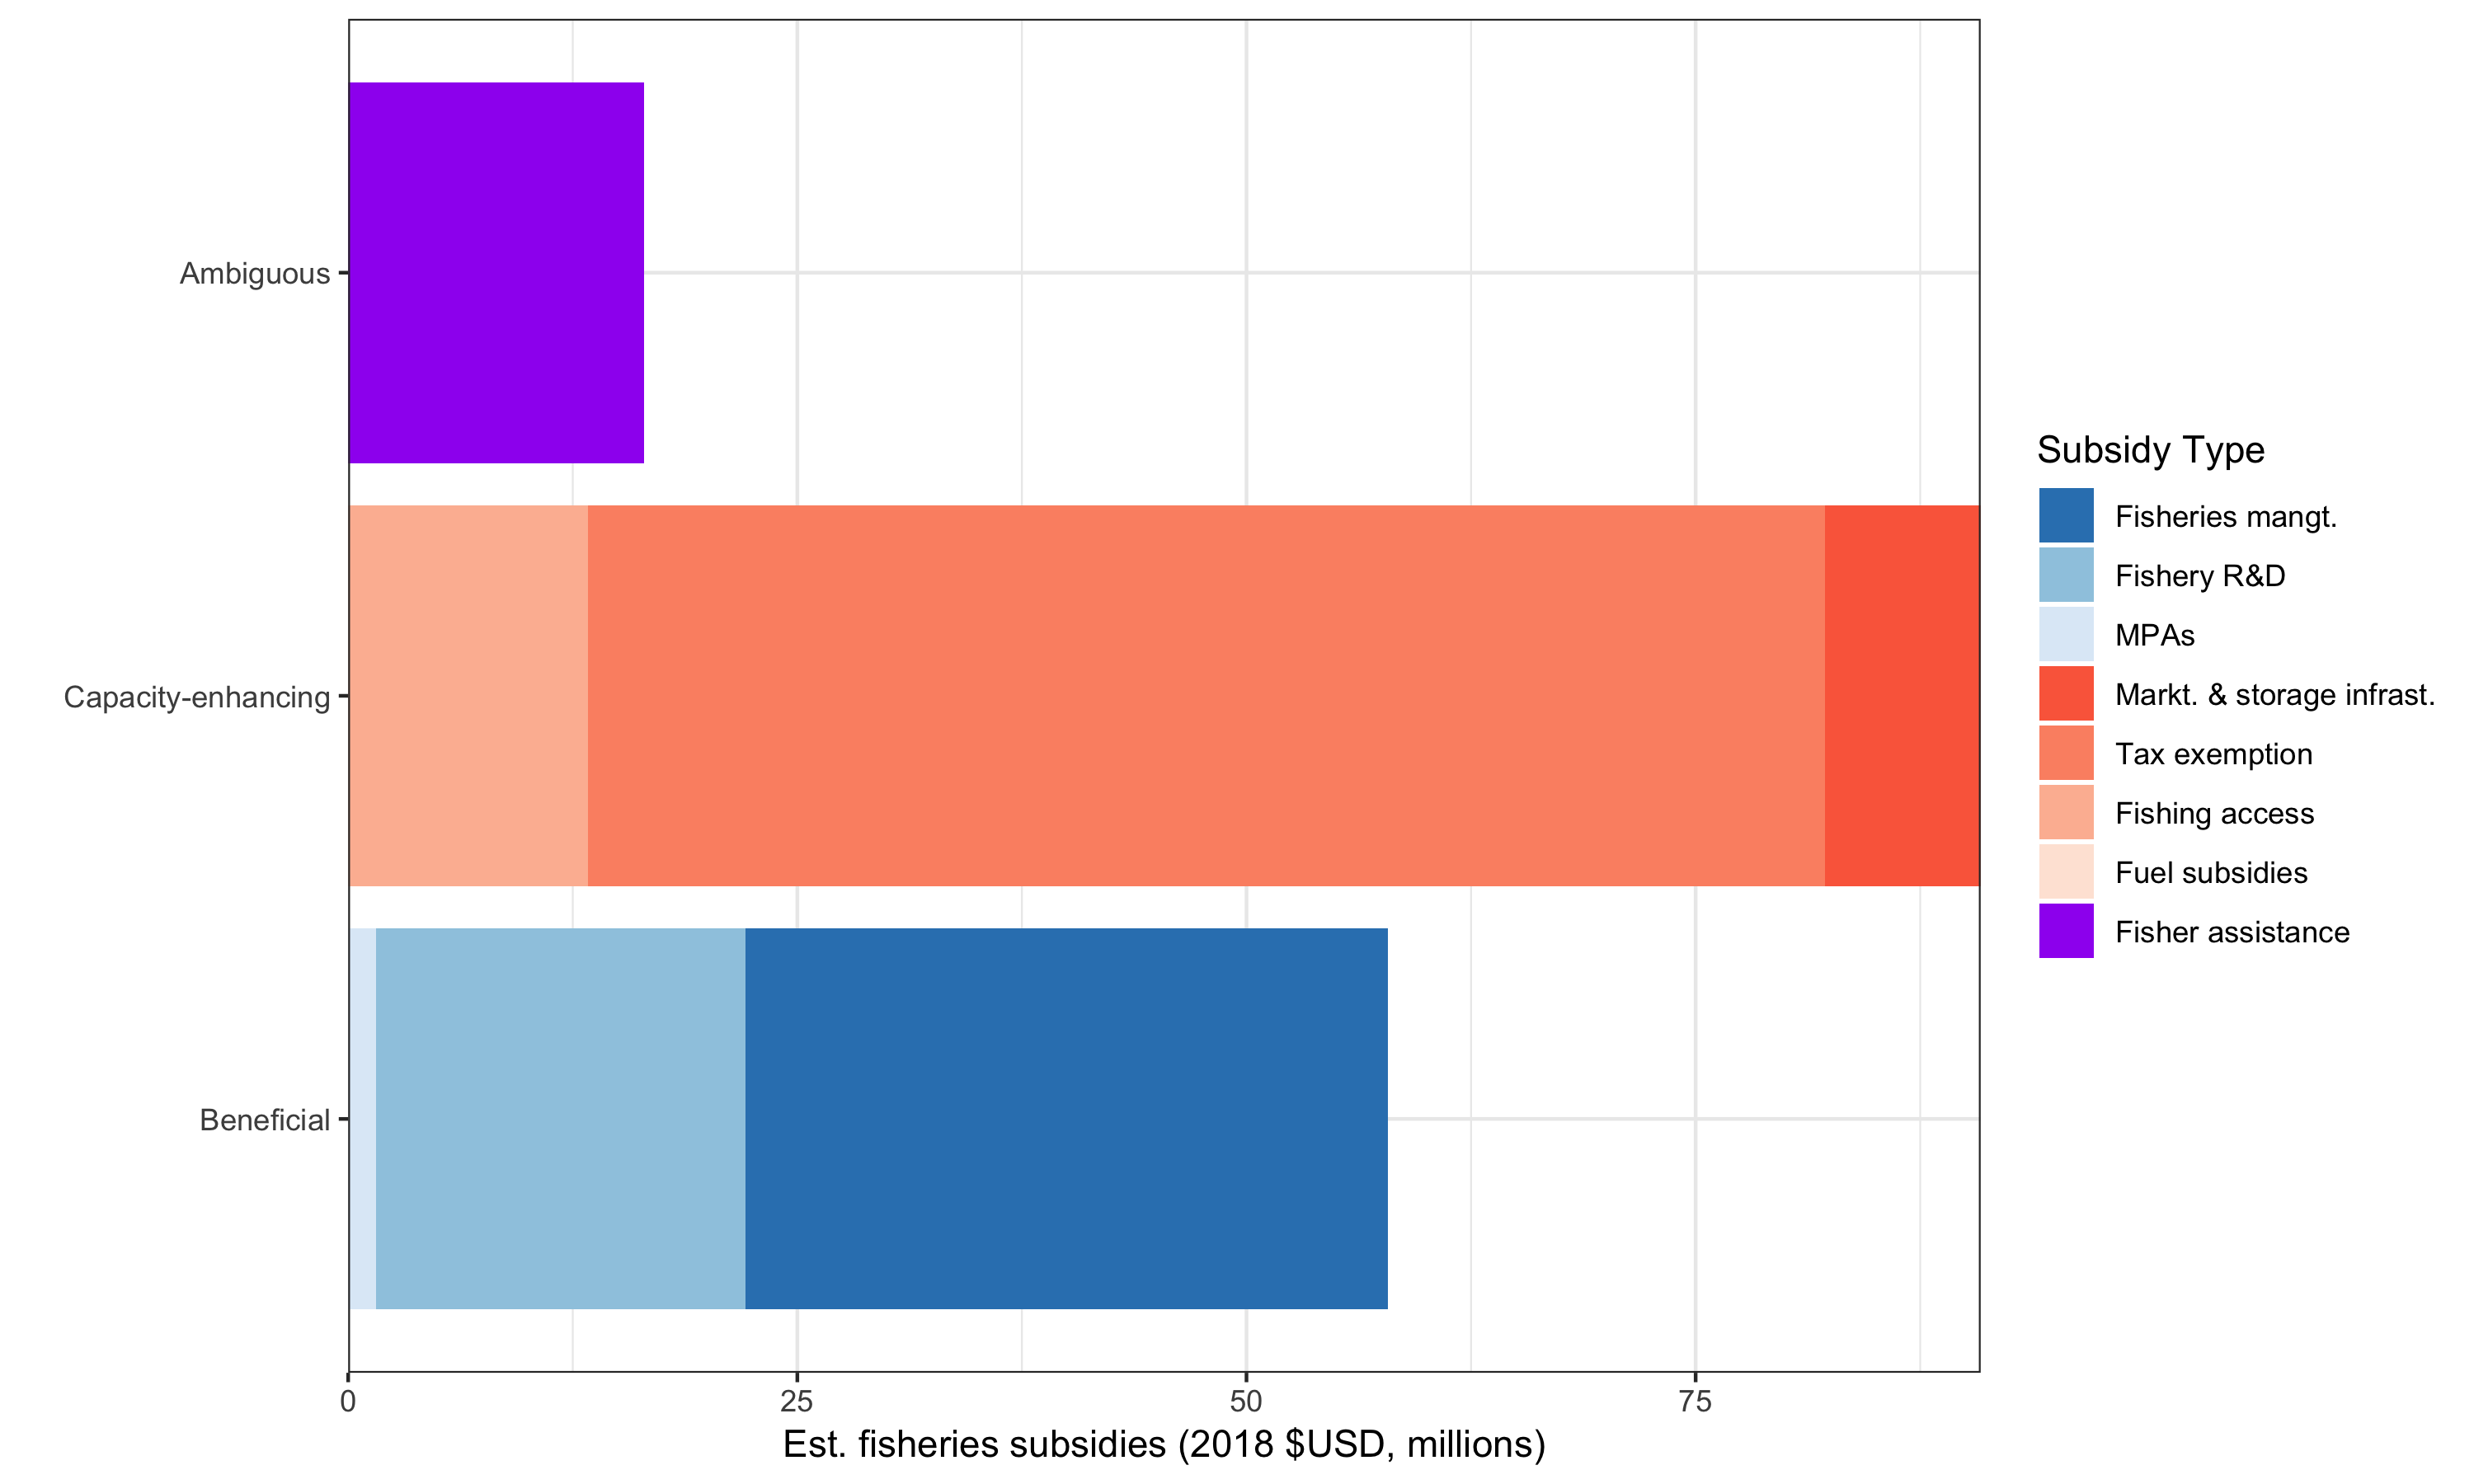 Ambiguous
Capacity-enhancing
Beneficial
0 25 50 75
Est. fisheries subsidies (2018 $USD, millions)
Subsidy Type
Fisheries mangt.
Fishery R&D
MPAs
Markt. & storage infrast.
Tax exemption
Fishing access
Fuel subsidies
Fisher assistance